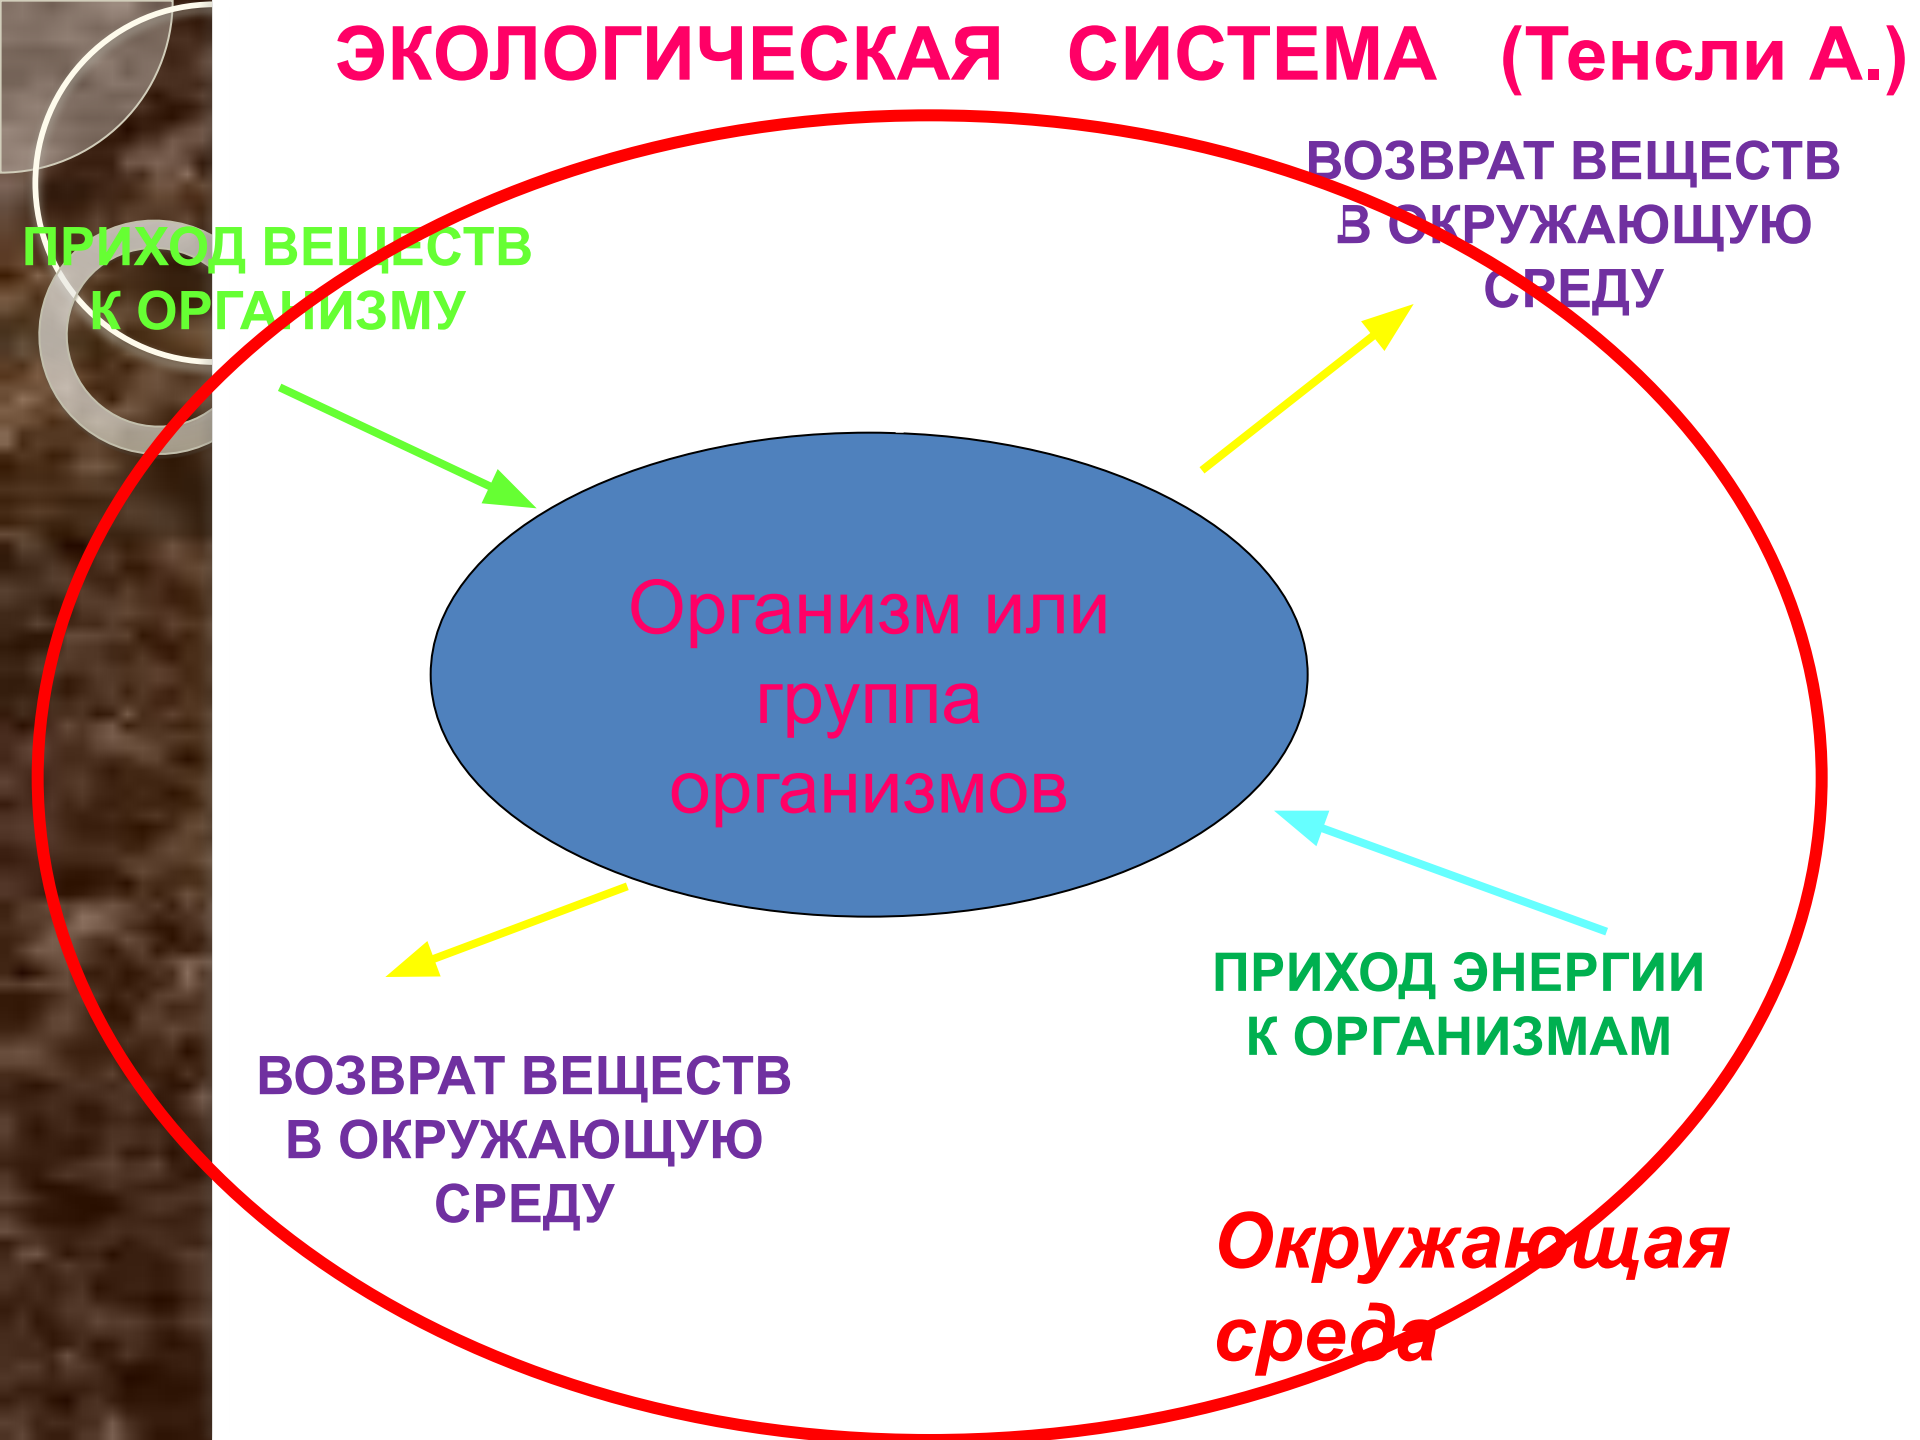 ЭКОЛОГИЧЕСКАЯ СИСТЕМА (Тенсли А.)
ВОЗВРАТ ВЕЩЕСТВ
В ОКРУЖАЮЩУЮ
СРЕДУ
ПРИХОД ВЕЩЕСТВ
К ОРГАНИЗМУ
Организм или
группа
организмов
ПРИХОД ЭНЕРГИИ
К ОРГАНИЗМАМ
ВОЗВРАТ ВЕЩЕСТВ
В ОКРУЖАЮЩУЮ
СРЕДУ
Окружающая
среда